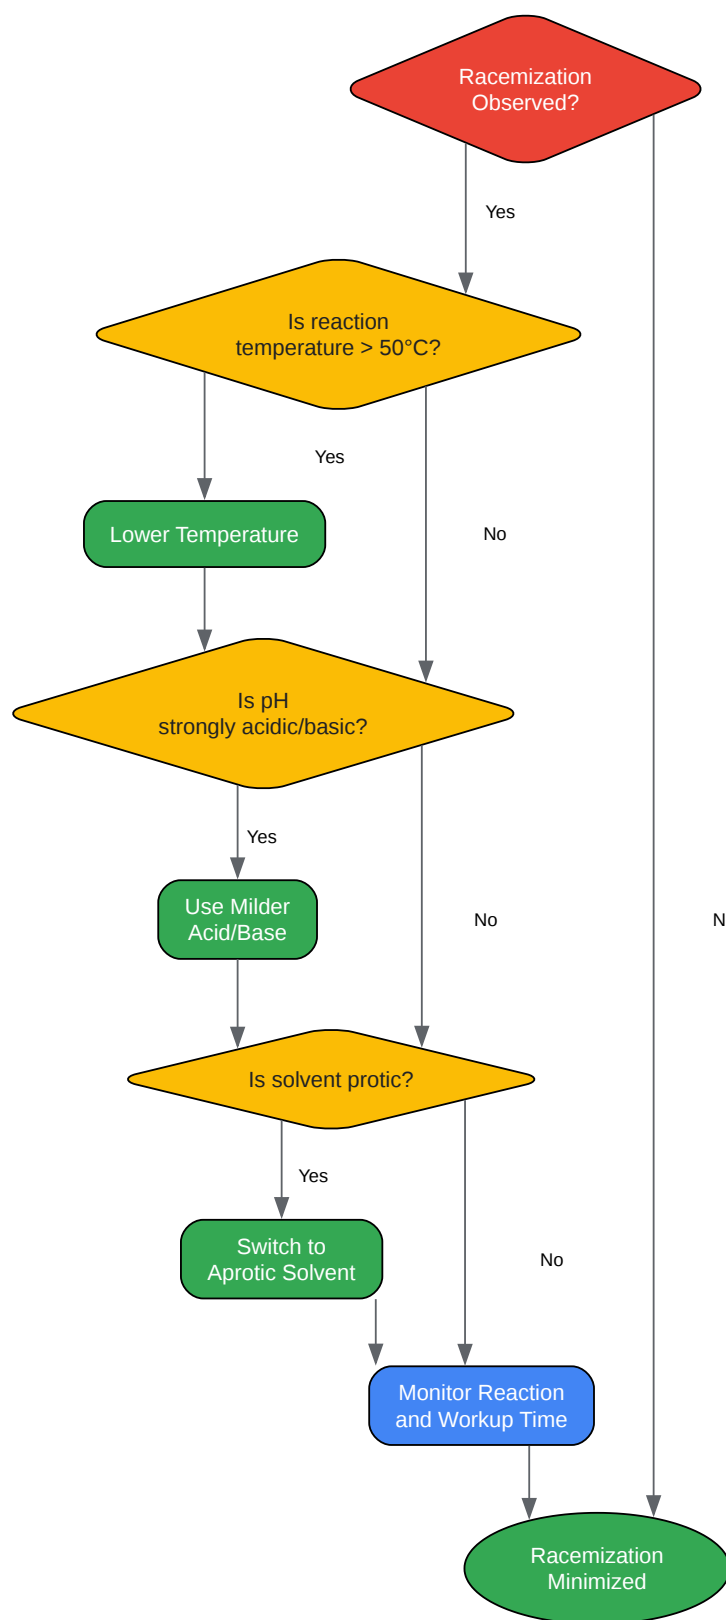 Racemization
Observed?
Yes
Is reaction
temperature > 50°C?
Yes
Lower Temperature
No
Is pH
strongly acidic/basic?
Yes
Use Milder
Acid/Base
No
N
Is solvent protic?
Yes
Switch to
Aprotic Solvent
No
Monitor Reaction
and Workup Time
Racemization
Minimized